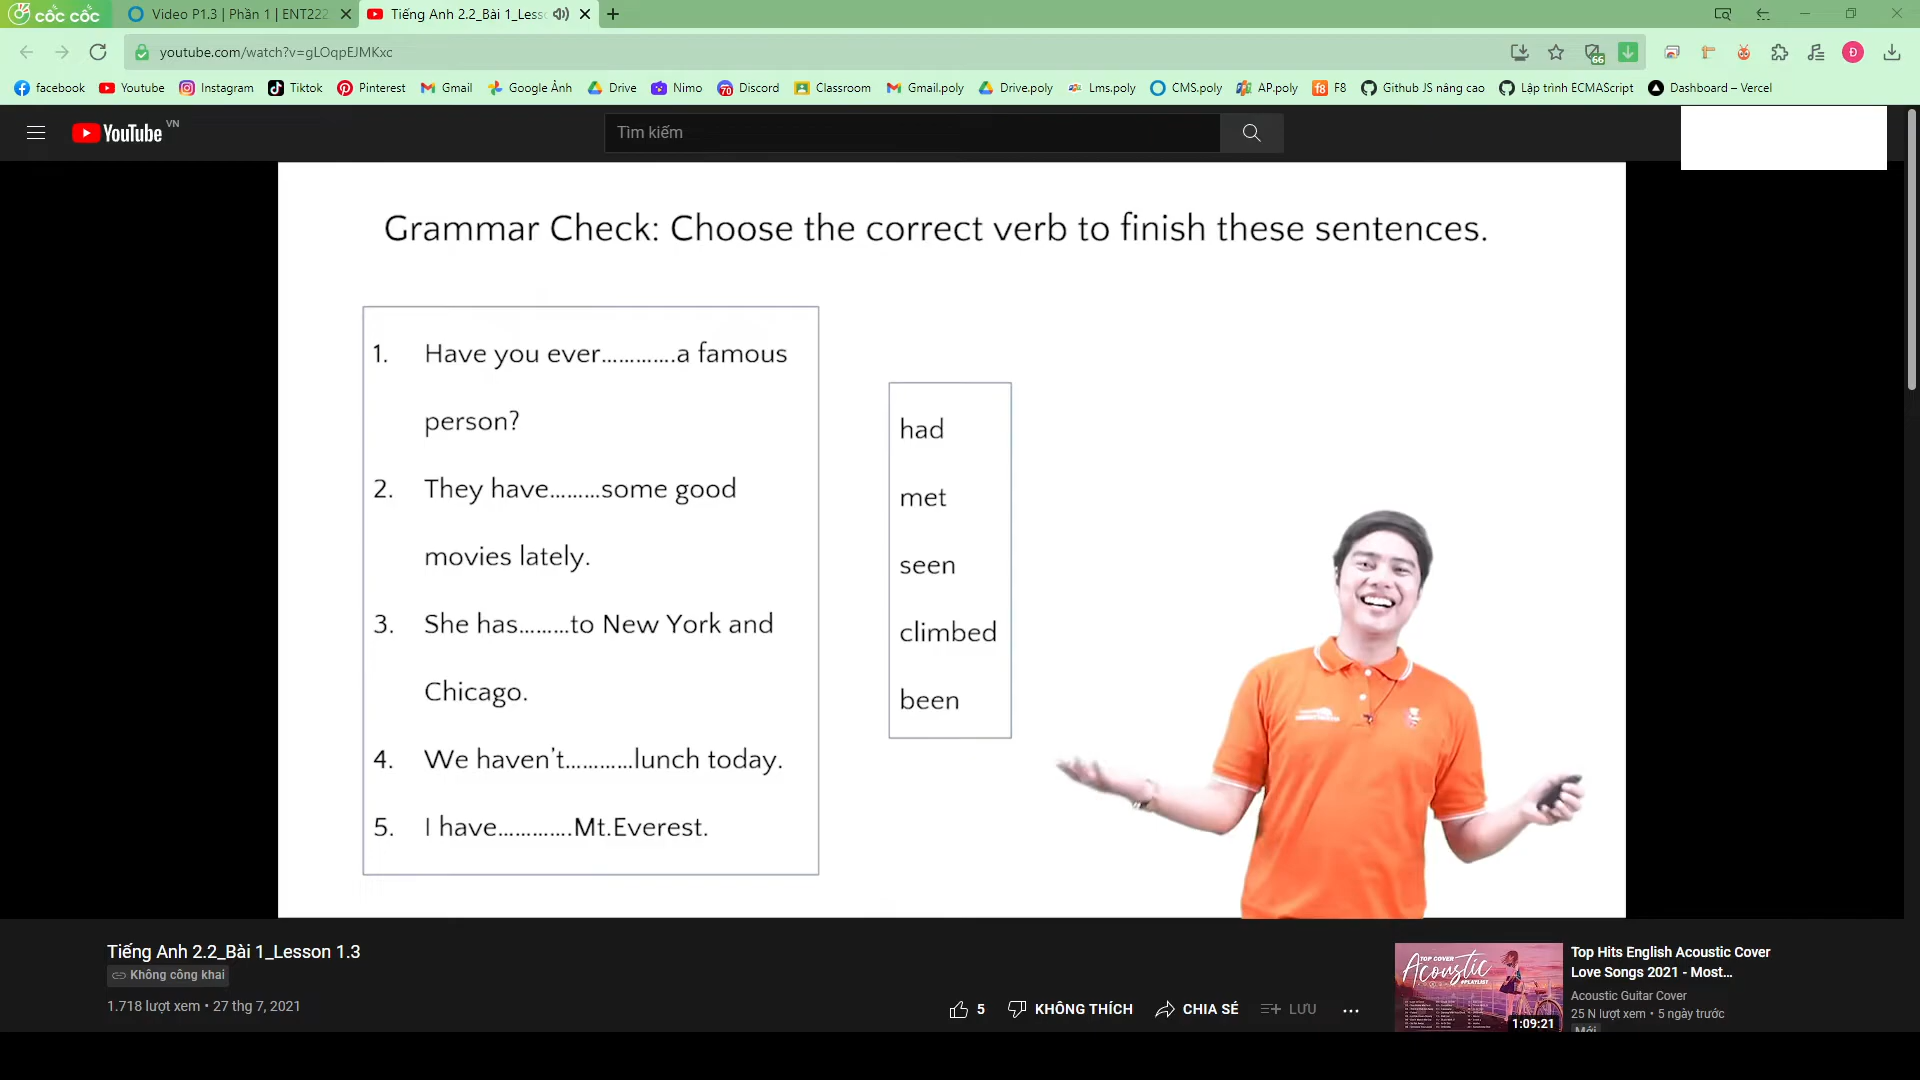 cốc cốc
Video P1.3 | Phần 1 | ENT222
Tiếng Anh 2.2_Bài 1_Less
youtube.com/watch?v=gLOqpEJMKxc
66
Đ
facebook
Youtube
Instagram
Tiktok
Pinterest
Gmail
Google Ảnh
Drive
Nimo
Discord
Classroom
Gmail.poly
Drive.poly
Lms.poly
CMS.poly
AP.poly
F8
Github JS nâng cao
Lập trình ECMAScript
Dashboard – Vercel
YouTube VN
Tìm kiếm
Grammar Check: Choose the correct verb to finish these sentences.
1. Have you ever.............a famous
person?
2. They have.........some good
movies lately.
3. She has.........to New York and
Chicago.
4. We haven't............lunch today.
5. I have.............Mt.Everest.
had
met
seen
climbed
been
Tiếng Anh 2.2_Bài 1_Lesson 1.3
Không công khai
1.718 lượt xem • 27 thg 7, 2021
5
KHÔNG THÍCH
CHIA SẺ
LƯU
TOP COVER
Acoustic
#PLAYLIST
1:09:21
Top Hits English Acoustic Cover
Love Songs 2021 - Most...
Acoustic Guitar Cover
25 N lượt xem • 5 ngày trước
Mới